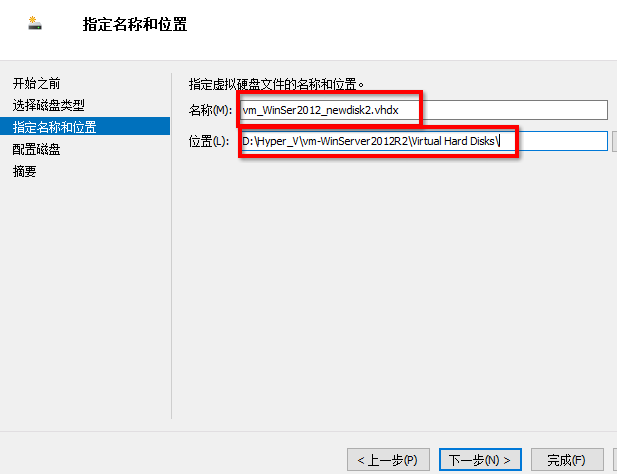 指定名称和位置
开始之前
选择磁盘类型
指定名称和位置
配置磁盘
摘要
指定虚拟硬盘文件的名称和位置。
名称(M): vm_WinSer2012_newdisk2.vhdx
位置(L): D:\Hyper_V\vm-WinServer2012R2\Virtual Hard Disks\
< 上一步(P) 下一步(N) > 完成(F)